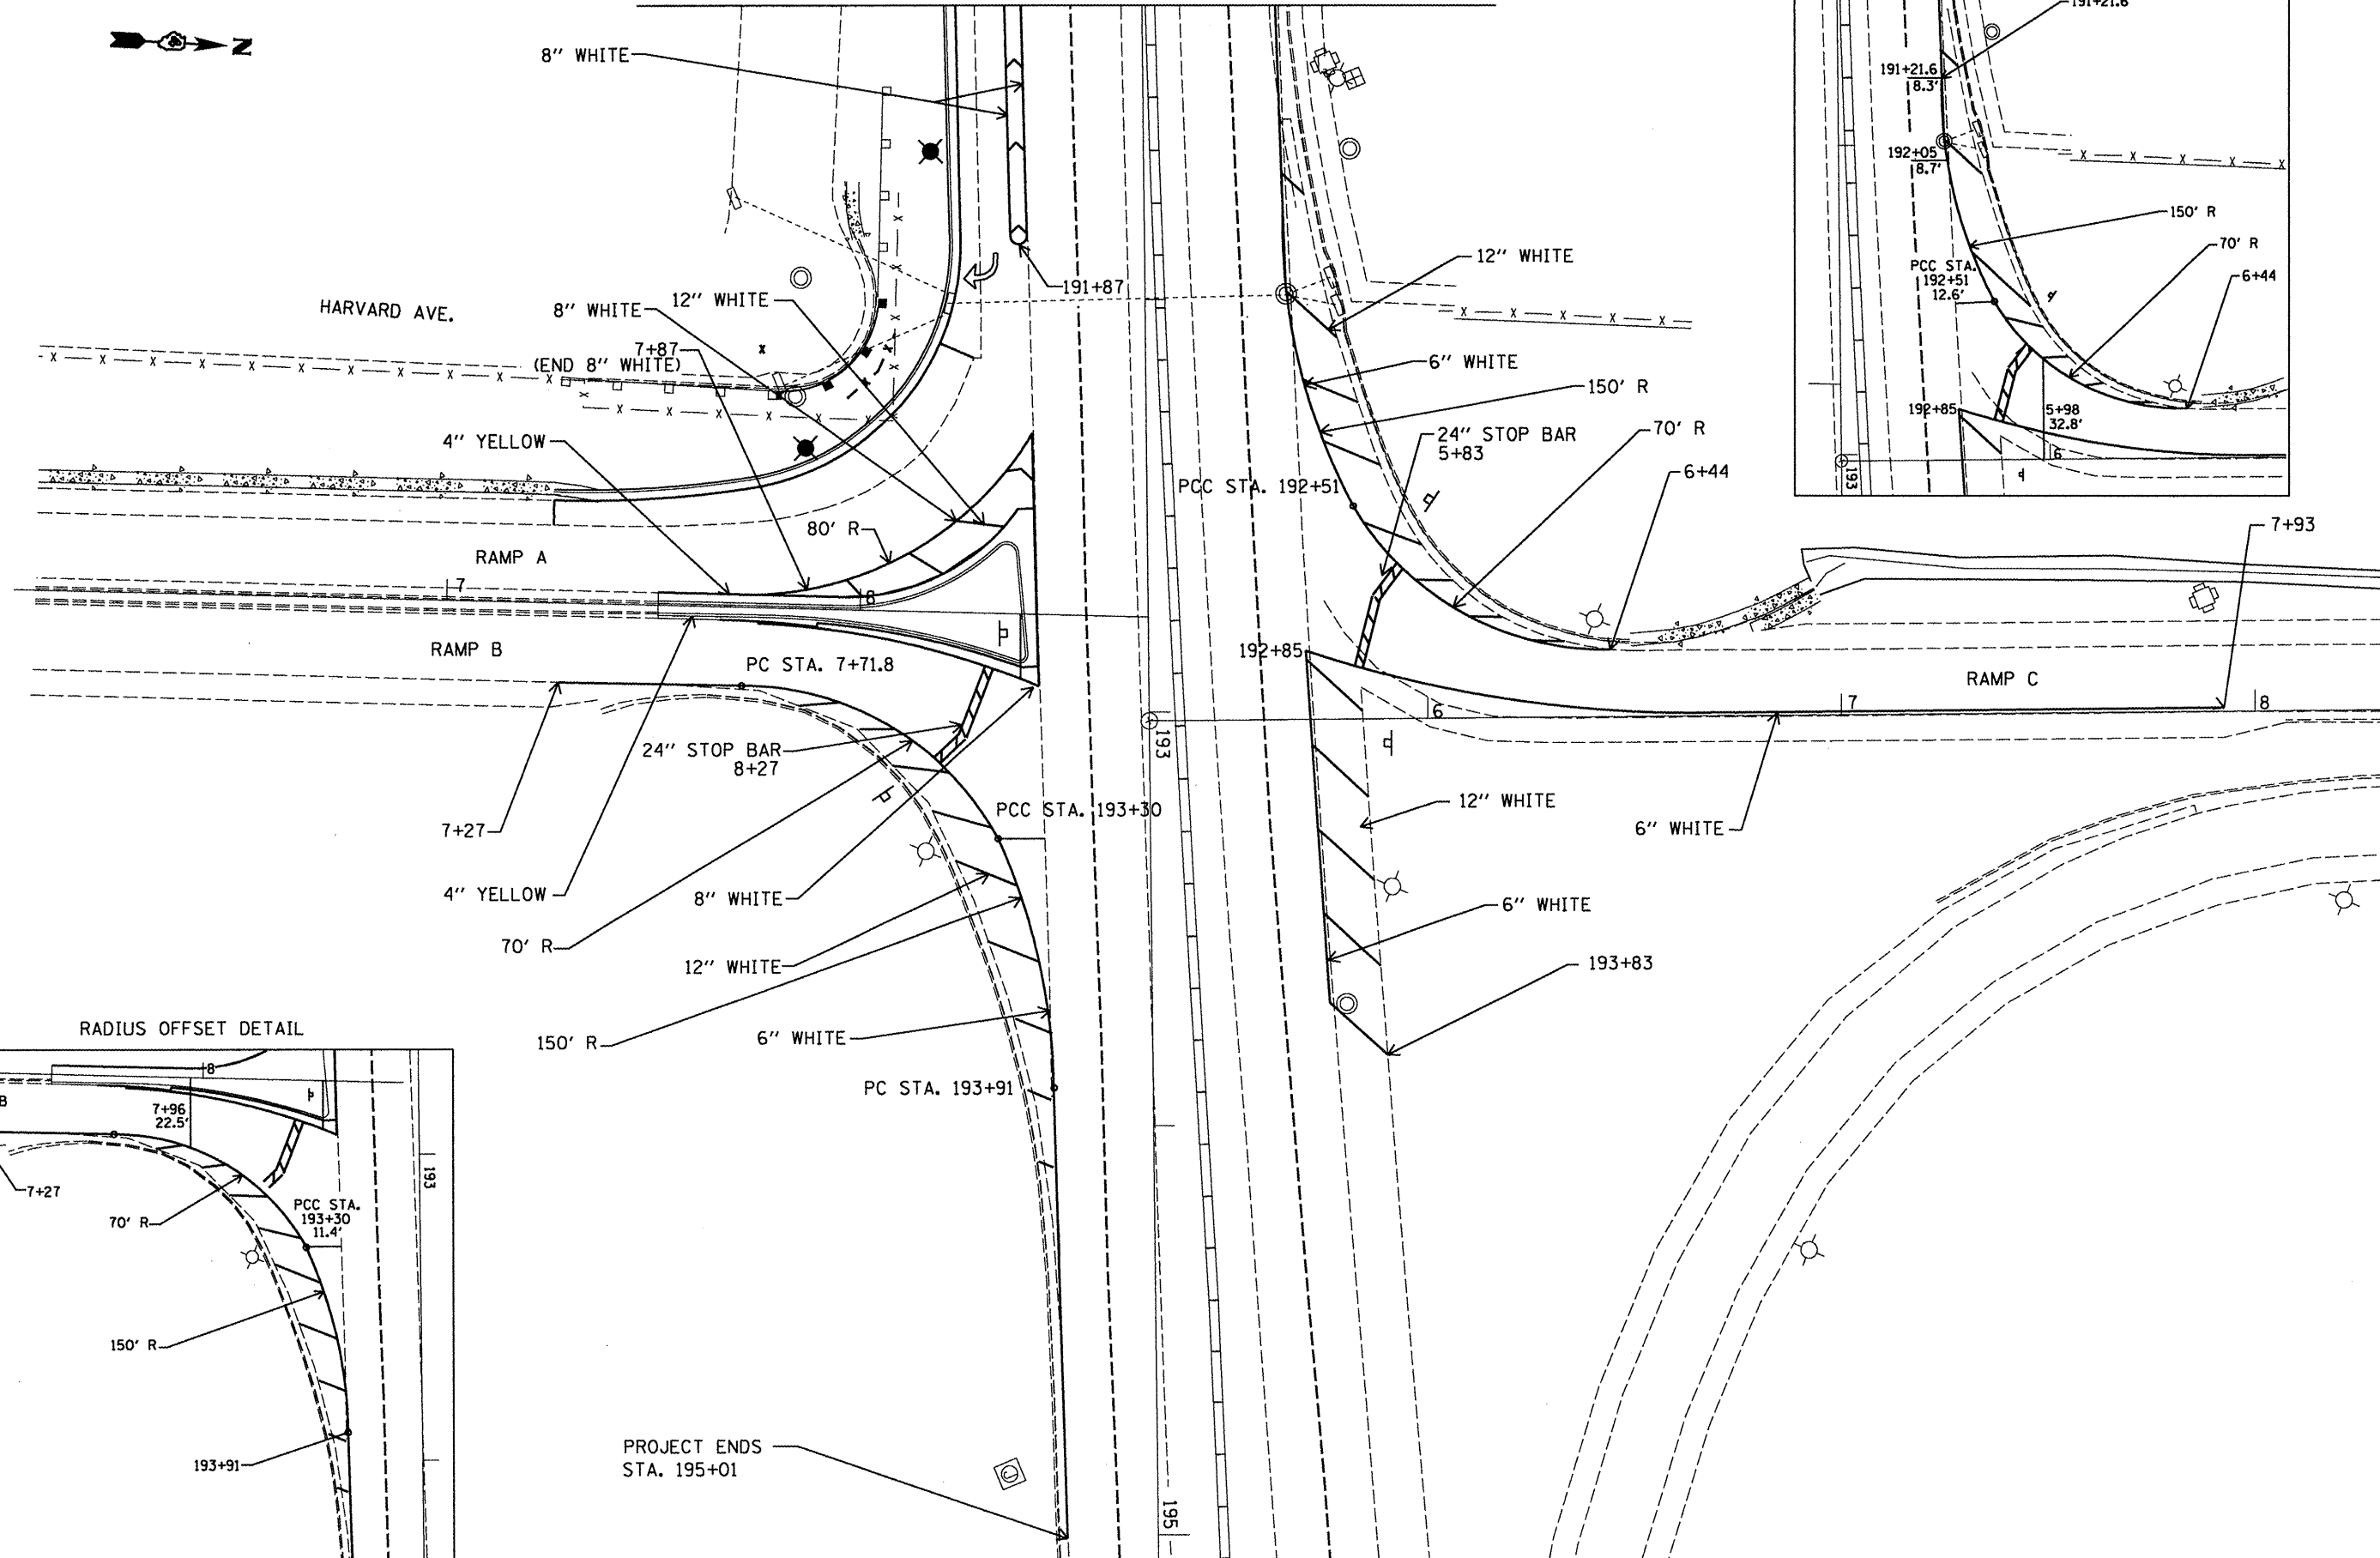 N
8" WHITE
191+87
HARVARD AVE.
8" WHITE
12" WHITE
7+87
(END 8" WHITE)
4" YELLOW
80' R
RAMP A
7
8
RAMP B
PC STA. 7+71.8
24" STOP BAR
8+27
7+27
4" YELLOW
8" WHITE
70' R
12" WHITE
150' R
6" WHITE
PCC STA. 193+30
PC STA. 193+91
PROJECT ENDS
STA. 195+01
193
195
12" WHITE
6" WHITE
150' R
24" STOP BAR
5+83
70' R
6+44
PCC STA. 192+51
192+85
6
7
8
RAMP C
7+93
12" WHITE
6" WHITE
6" WHITE
193+83
191+21.6
191+21.6
8.3'
192+05
8.7'
150' R
70' R
PCC STA.
192+51
12.6'
6+44
192+85
5+98
32.8'
6
193
RADIUS OFFSET DETAIL
8
B
7+96
22.5'
7+27
193
70' R
PCC STA.
193+30
11.4'
150' R
193+91